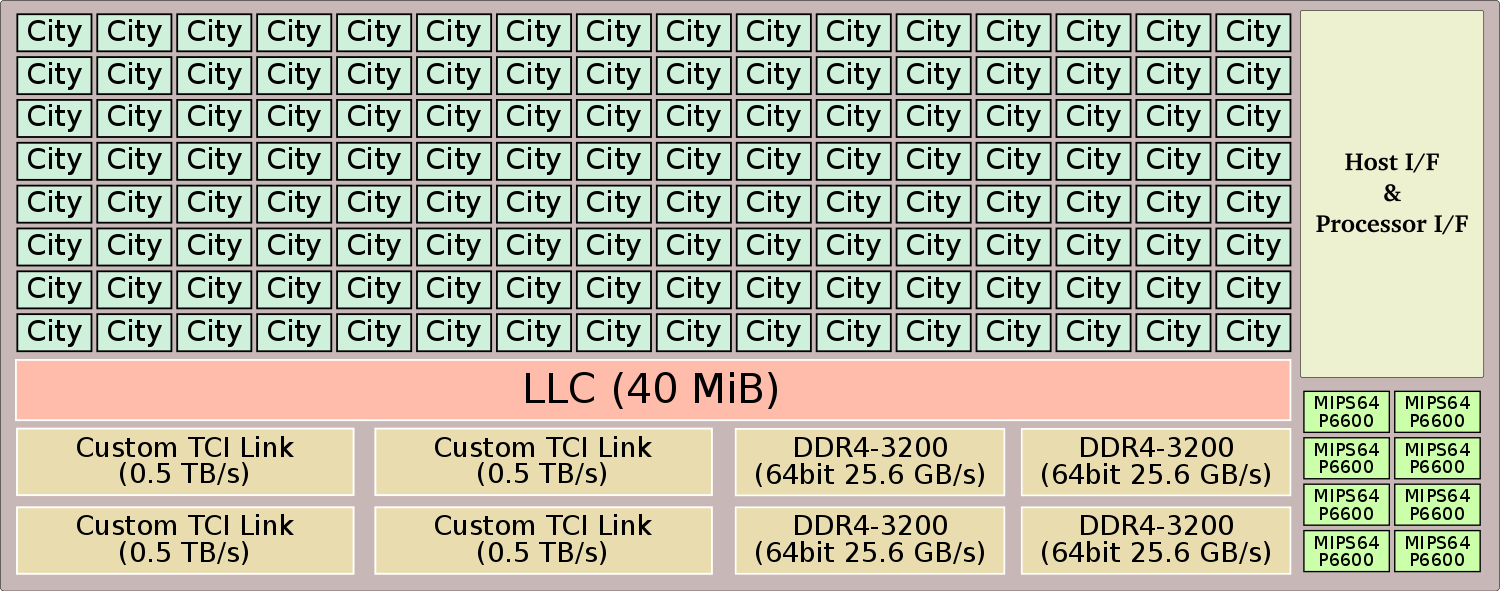 City City City City City City City City City City City City City City City City
City City City City City City City City City City City City City City City City
City City City City City City City City City City City City City City City City
City City City City City City City City City City City City City City City City
City City City City City City City City City City City City City City City City
City City City City City City City City City City City City City City City City
City City City City City City City City City City City City City City City City
City City City City City City City City City City City City City City City City
Host I/F
&
Processor I/F
LLC (40 MiB)
Custom TCI Link
(0.5 TB/s)
Custom TCI Link
(0.5 TB/s)
DDR4-3200
(64bit 25.6 GB/s)
DDR4-3200
(64bit 25.6 GB/s)
Custom TCI Link
(0.5 TB/s)
Custom TCI Link
(0.5 TB/s)
DDR4-3200
(64bit 25.6 GB/s)
DDR4-3200
(64bit 25.6 GB/s)
MIPS64
P6600
MIPS64
P6600
MIPS64
P6600
MIPS64
P6600
MIPS64
P6600
MIPS64
P6600
MIPS64
P6600
MIPS64
P6600